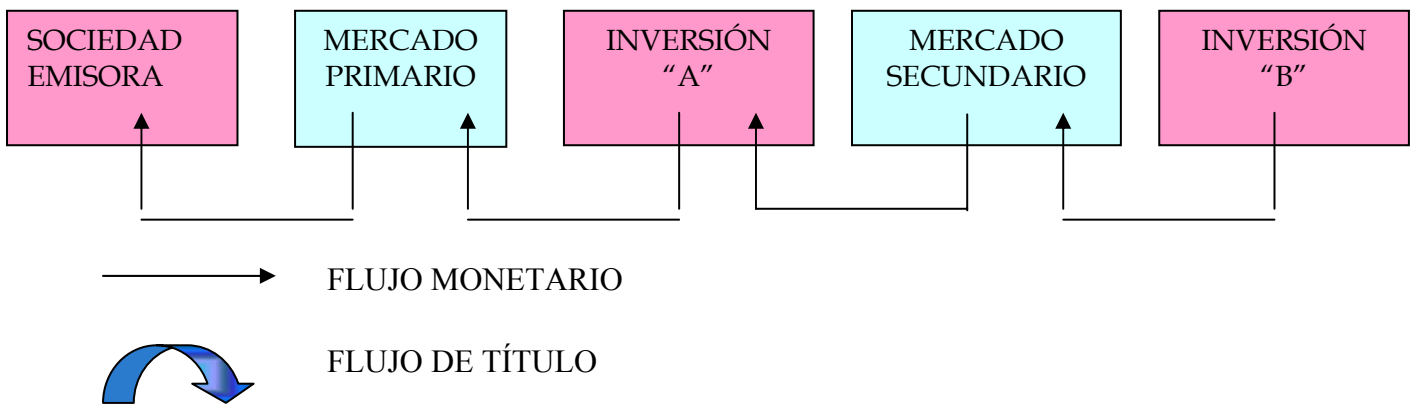 SOCIEDAD
EMISORA
MERCADO
PRIMARIO
INVERSIÓN
“A”
MERCADO
SECUNDARIO
INVERSIÓN
“B”
FLUJO MONETARIO
FLUJO DE TÍTULO